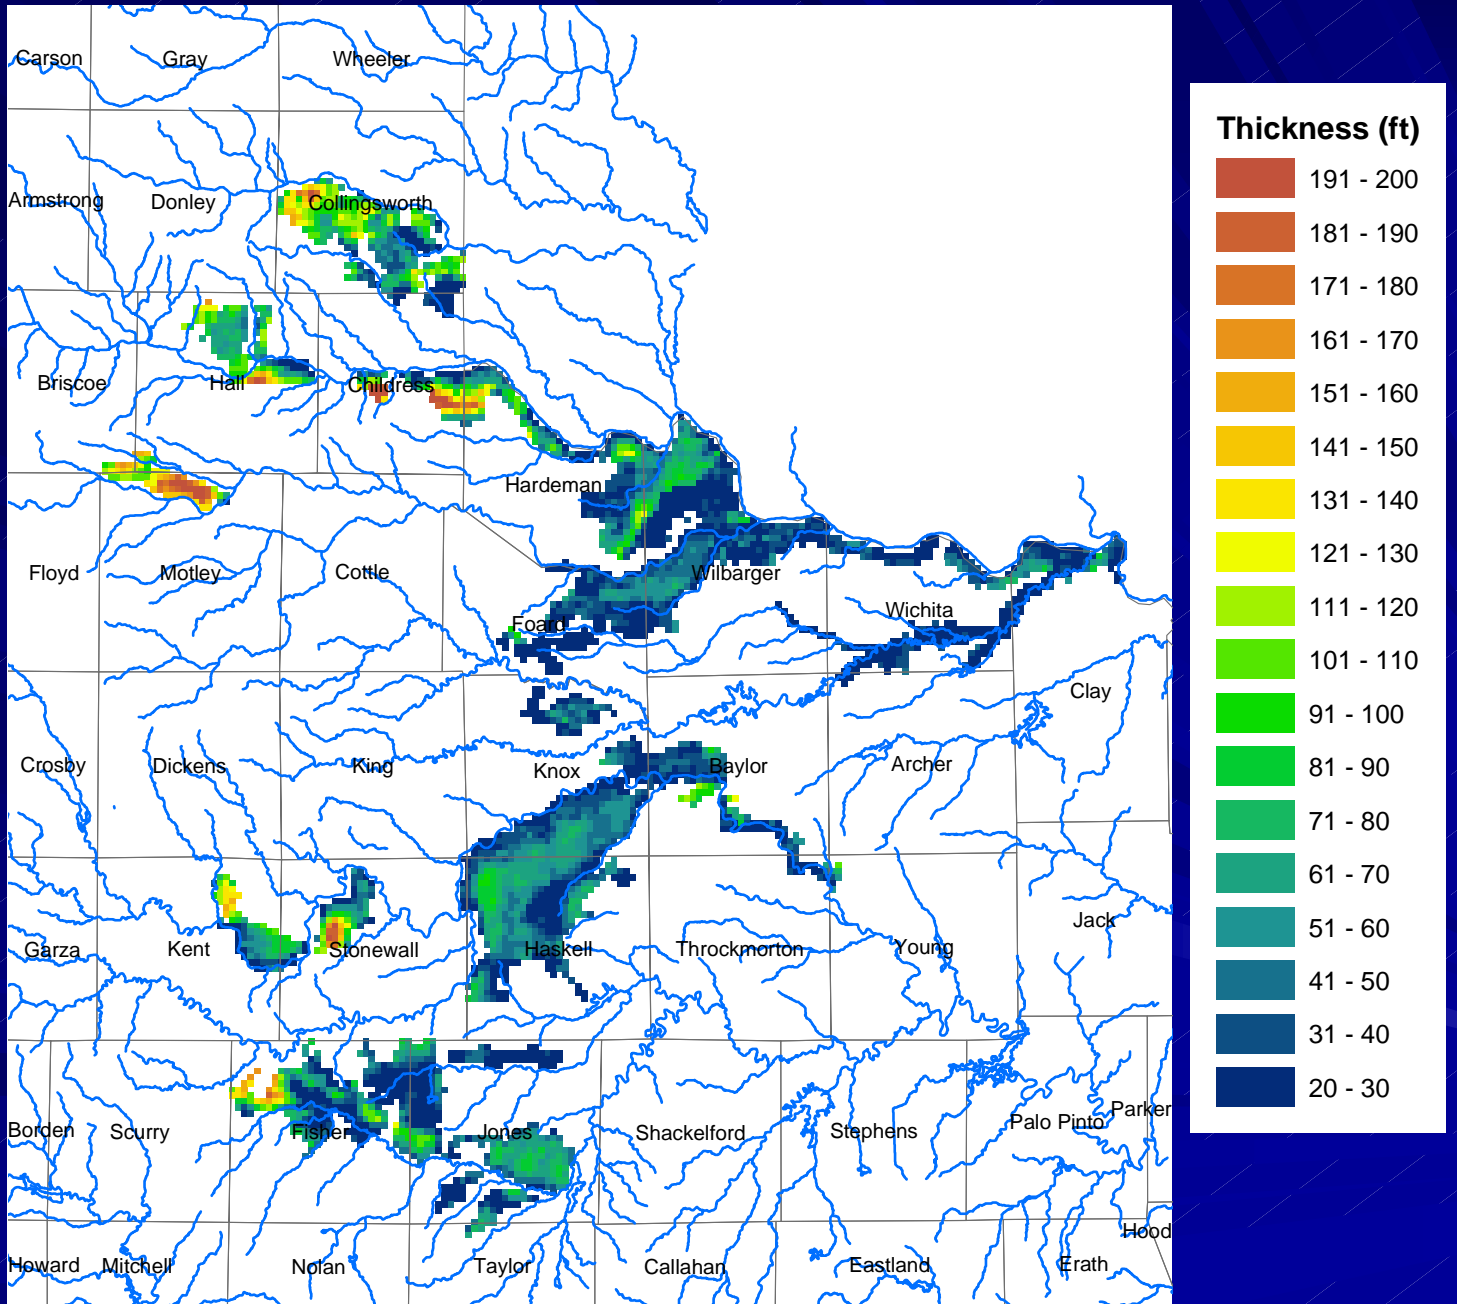 Carson Gray Wheeler
Armstrong Donley Collingsworth
Briscoe Hall Childress
Hardeman
Floyd Motley Cottle Wilbarger
Foard Wichita
Clay
Crosby Dickens King Knox Baylor Archer
Garza Kent Stonewall Haskell Throckmorton Young Jack
Borden Scurry Fisher Jones Shackelford Stephens Palo Pinto Parker
Hood
Howard Mitchell Nolan Taylor Callahan Eastland Erath
Thickness (ft)
191 - 200
181 - 190
171 - 180
161 - 170
151 - 160
141 - 150
131 - 140
121 - 130
111 - 120
101 - 110
91 - 100
81 - 90
71 - 80
61 - 70
51 - 60
41 - 50
31 - 40
20 - 30